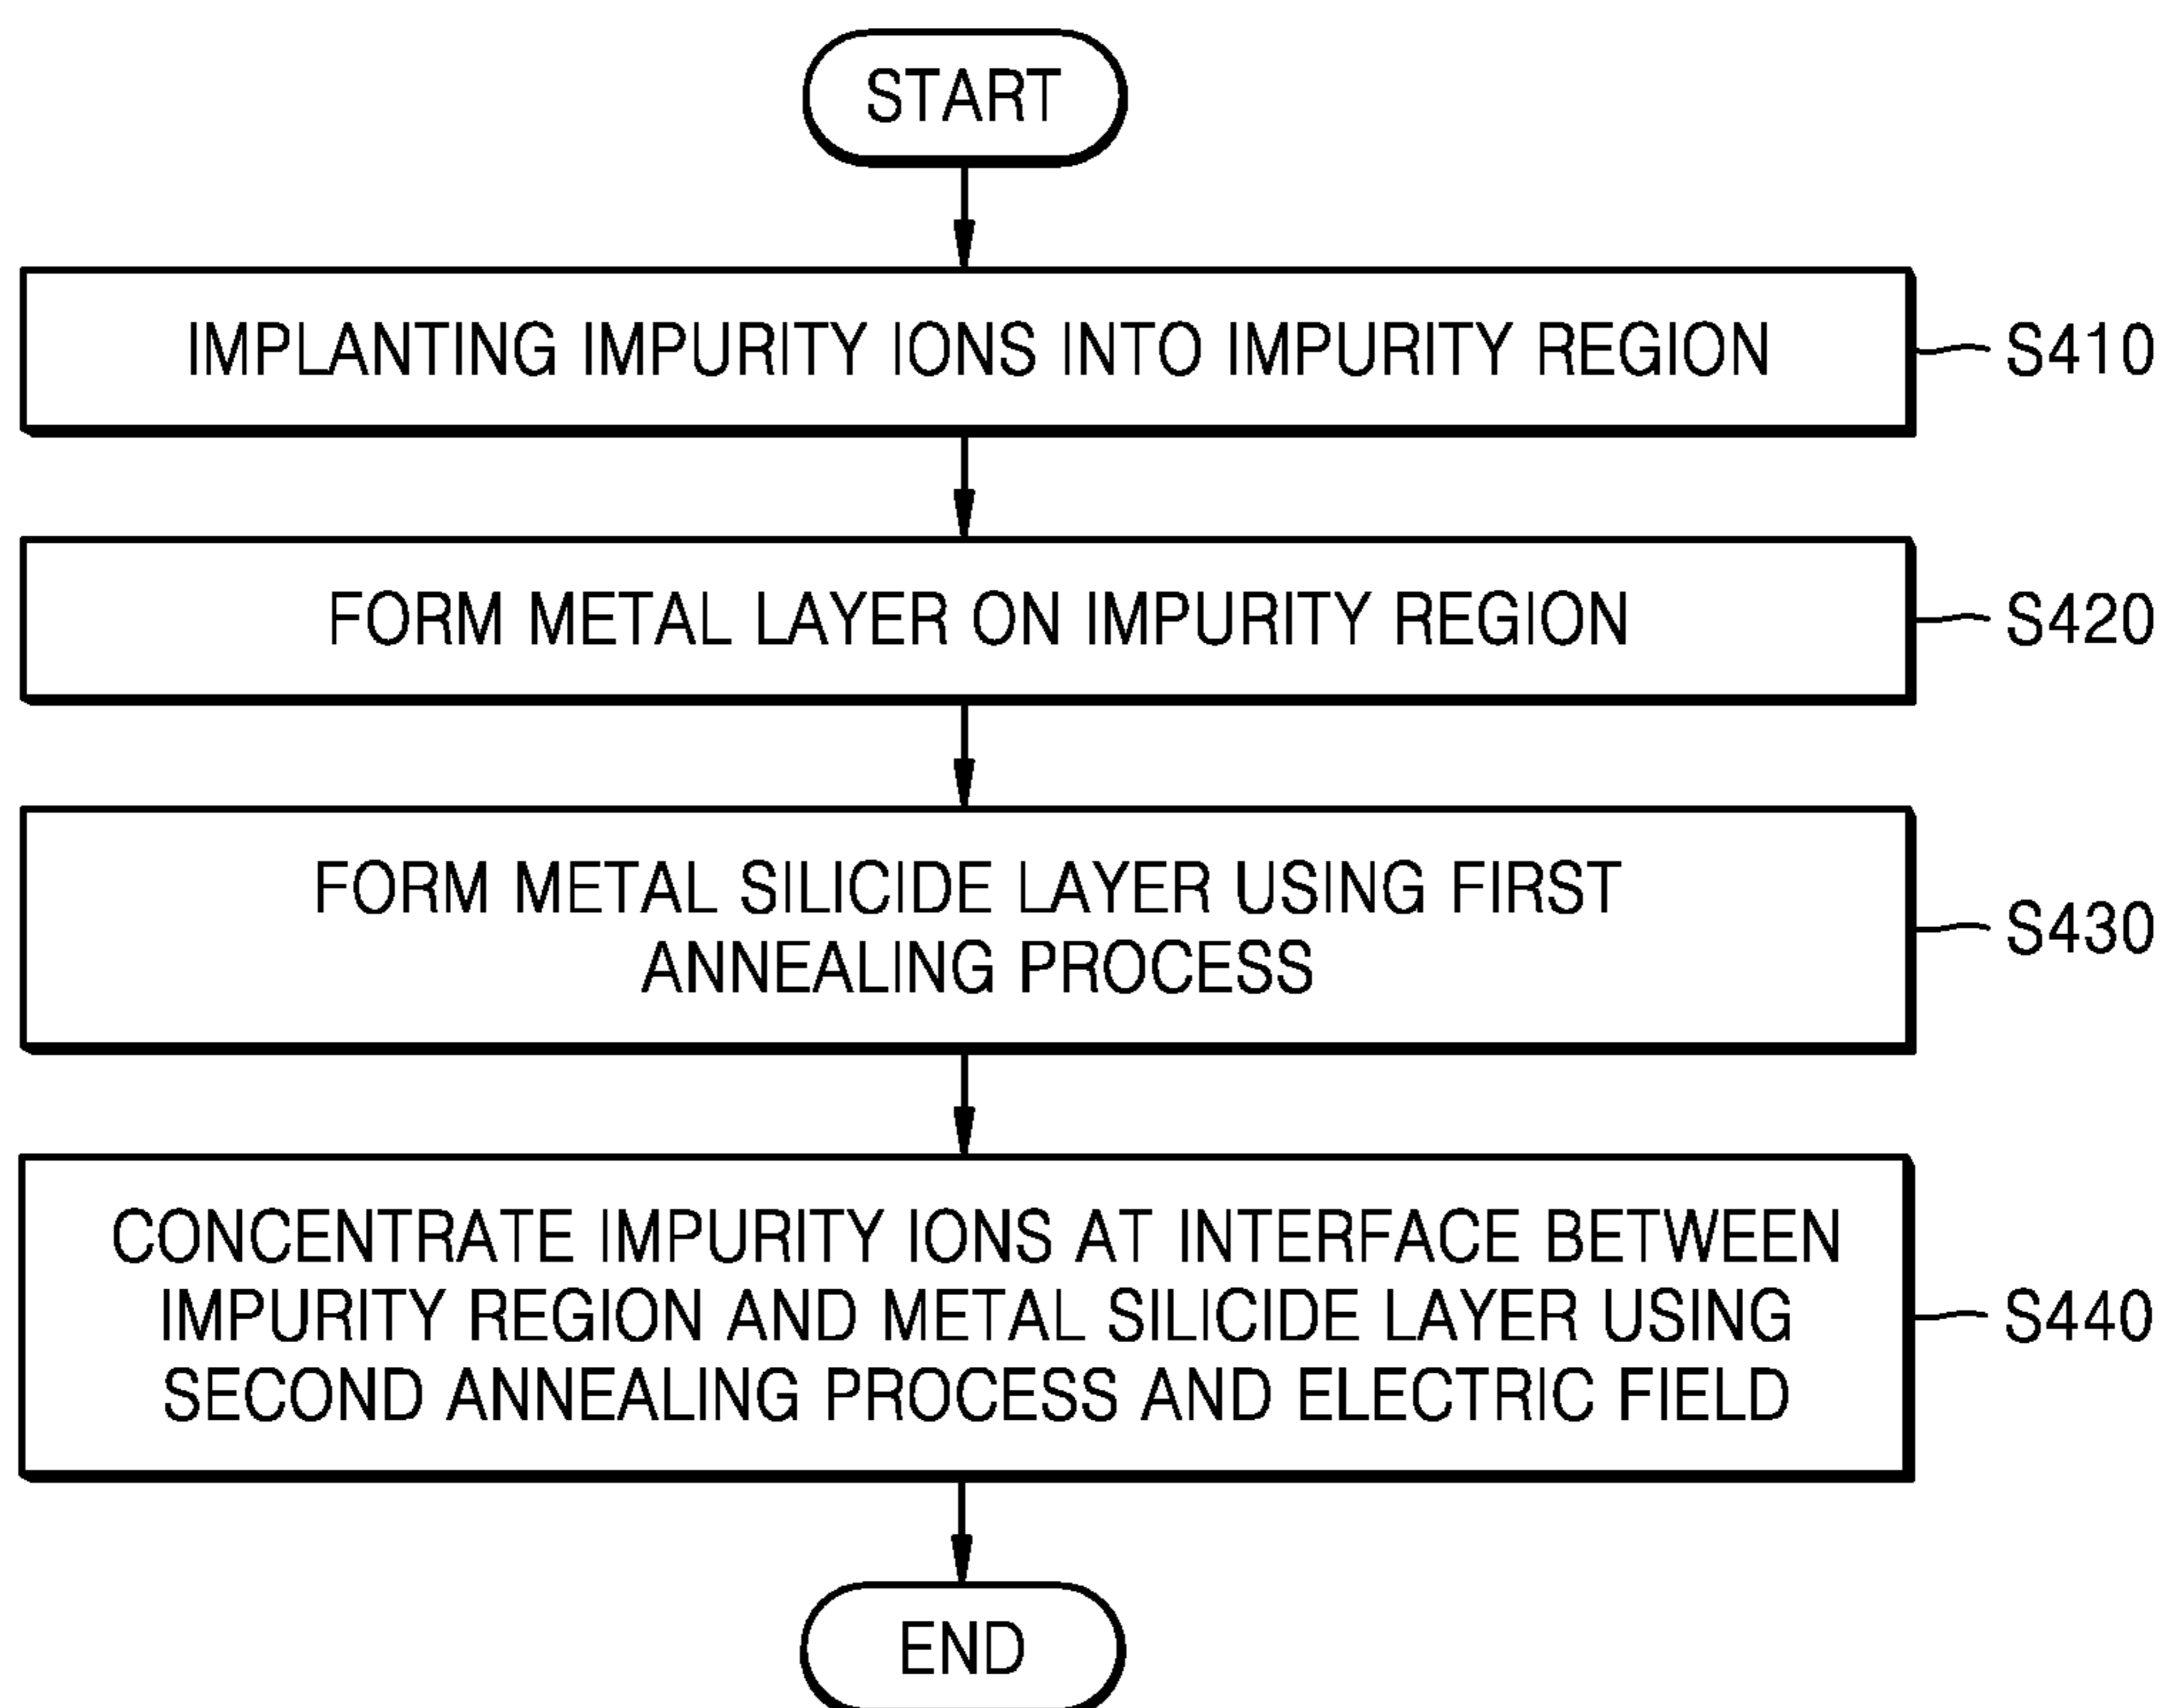 START
IMPLANTING IMPURITY IONS INTO IMPURITY REGION
S410
FORM METAL LAYER ON IMPURITY REGION
S420
FORM METAL SILICIDE LAYER USING FIRST
ANNEALING PROCESS
S430
CONCENTRATE IMPURITY IONS AT INTERFACE BETWEEN
IMPURITY REGION AND METAL SILICIDE LAYER USING
SECOND ANNEALING PROCESS AND ELECTRIC FIELD
S440
END